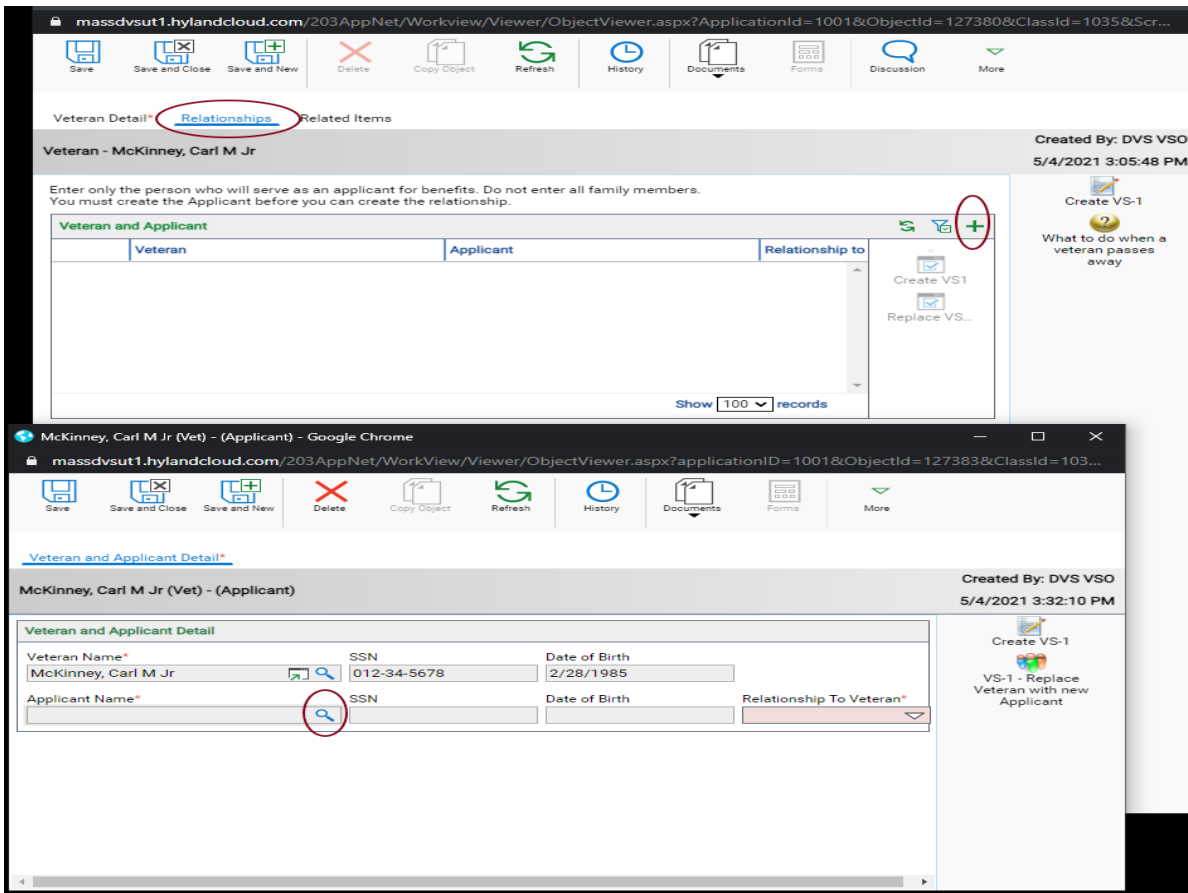 massdvsut1.hylandcloud.com/203AppNet/Workview/Viewer/ObjectViewer.aspx?ApplicationId=1001&ObjectId=127380&ClassId=1035&Scr...
Save Save and Close Save and New Delete Copy Object Refresh History Documents Forms Discussion More
Veteran Detail* Relationships Related Items
Veteran - McKinney, Carl M Jr
Created By: DVS VSO
5/4/2021 3:05:48 PM
Enter only the person who will serve as an applicant for benefits. Do not enter all family members.
You must create the Applicant before you can create the relationship.
Veteran and Applicant
Veteran Applicant Relationship to
Create VS1
Replace VS...
Show 100 records
Create VS-1
What to do when a
veteran passes
away
McKinney, Carl M Jr (Vet) - (Applicant) - Google Chrome
massdvsut1.hylandcloud.com/203AppNet/WorkView/Viewer/ObjectViewer.aspx?applicationID=1001&ObjectId=127383&ClassId=103...
Save Save and Close Save and New Delete Copy Object Refresh History Documents Forms More
Veteran and Applicant Detail*
McKinney, Carl M Jr (Vet) - (Applicant)
Created By: DVS VSO
5/4/2021 3:32:10 PM
Veteran and Applicant Detail
Veteran Name* SSN Date of Birth
McKinney, Carl M Jr 012-34-5678 2/28/1985
Applicant Name* SSN Date of Birth Relationship To Veteran*
Create VS-1
VS-1 - Replace
Veteran with new
Applicant